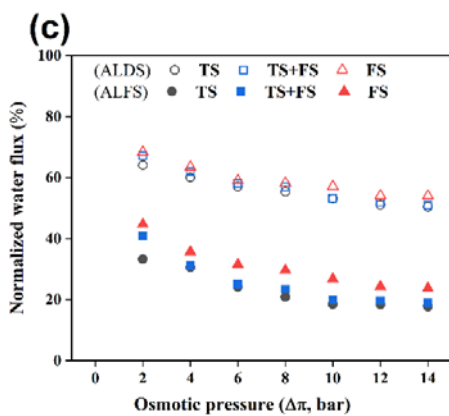 (c)
(ALDS) TS TS+FS FS
(ALFS) TS TS+FS FS
100
80
60
40
20
0
Normalized water flux (%)
0 2 4 6 8 10 12 14
Osmotic pressure (Δπ, bar)